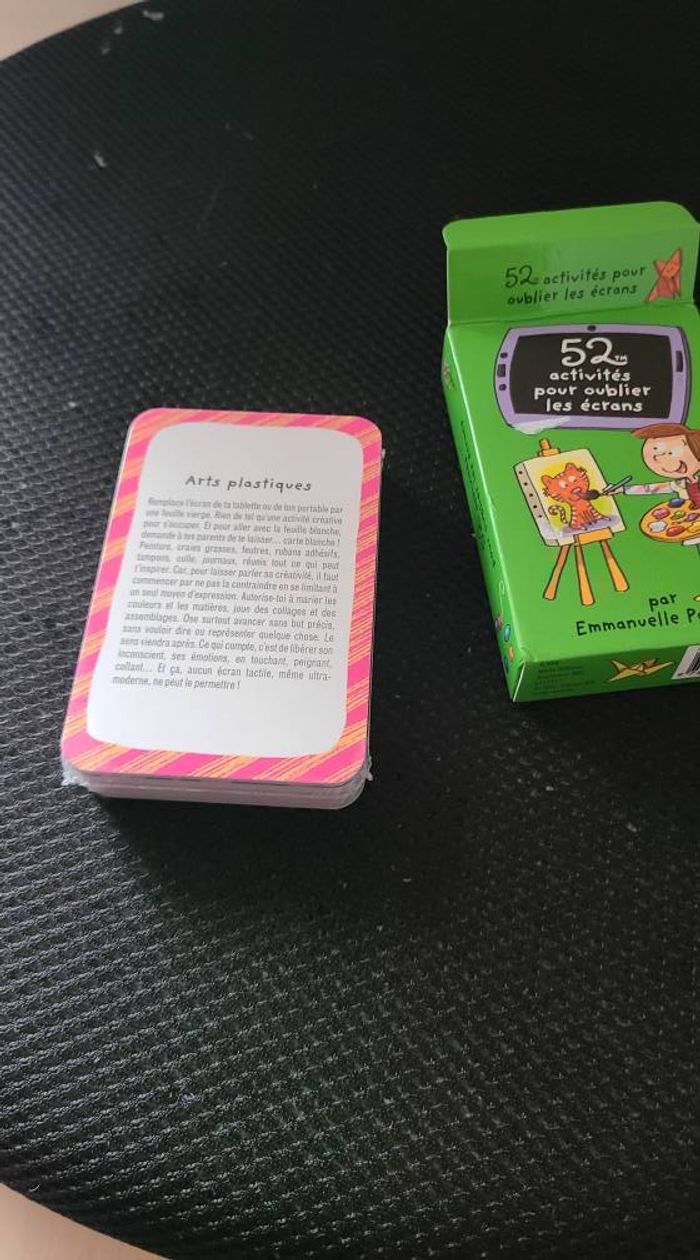 Arts plastiques
Remplace l'écran de ta tablette ou de ton portable par
une feuille vierge. Rien de tel qu'une activité créative
pour s'occuper. Et pour aller avec la feuille blanche,
demande à tes parents de te laisser... carte blanche !
Peinture, craies grasses, feutres, rubans adhésifs,
tampons, colle, journaux, réunis tout ce qui peut
t'inspirer. Car, pour laisser parler sa créativité, il faut
commencer par ne pas la contraindre en se limitant à
un seul moyen d'expression. Autorise-toi à marier les
couleurs et les matières, joue des collages et des
assemblages. Ose surtout avancer sans but précis,
sans vouloir dire ou représenter quelque chose. Le
sens viendra après. Ce qui compte, c'est de libérer son
inconscient, ses émotions, en touchant, peignant,
collant... Et ça, aucun écran tactile, même ultra-
moderne, ne peut le permettre !
52 activités pour
oublier les écrans
52™
activités
pour oublier
les écrans
par
Emmanuelle